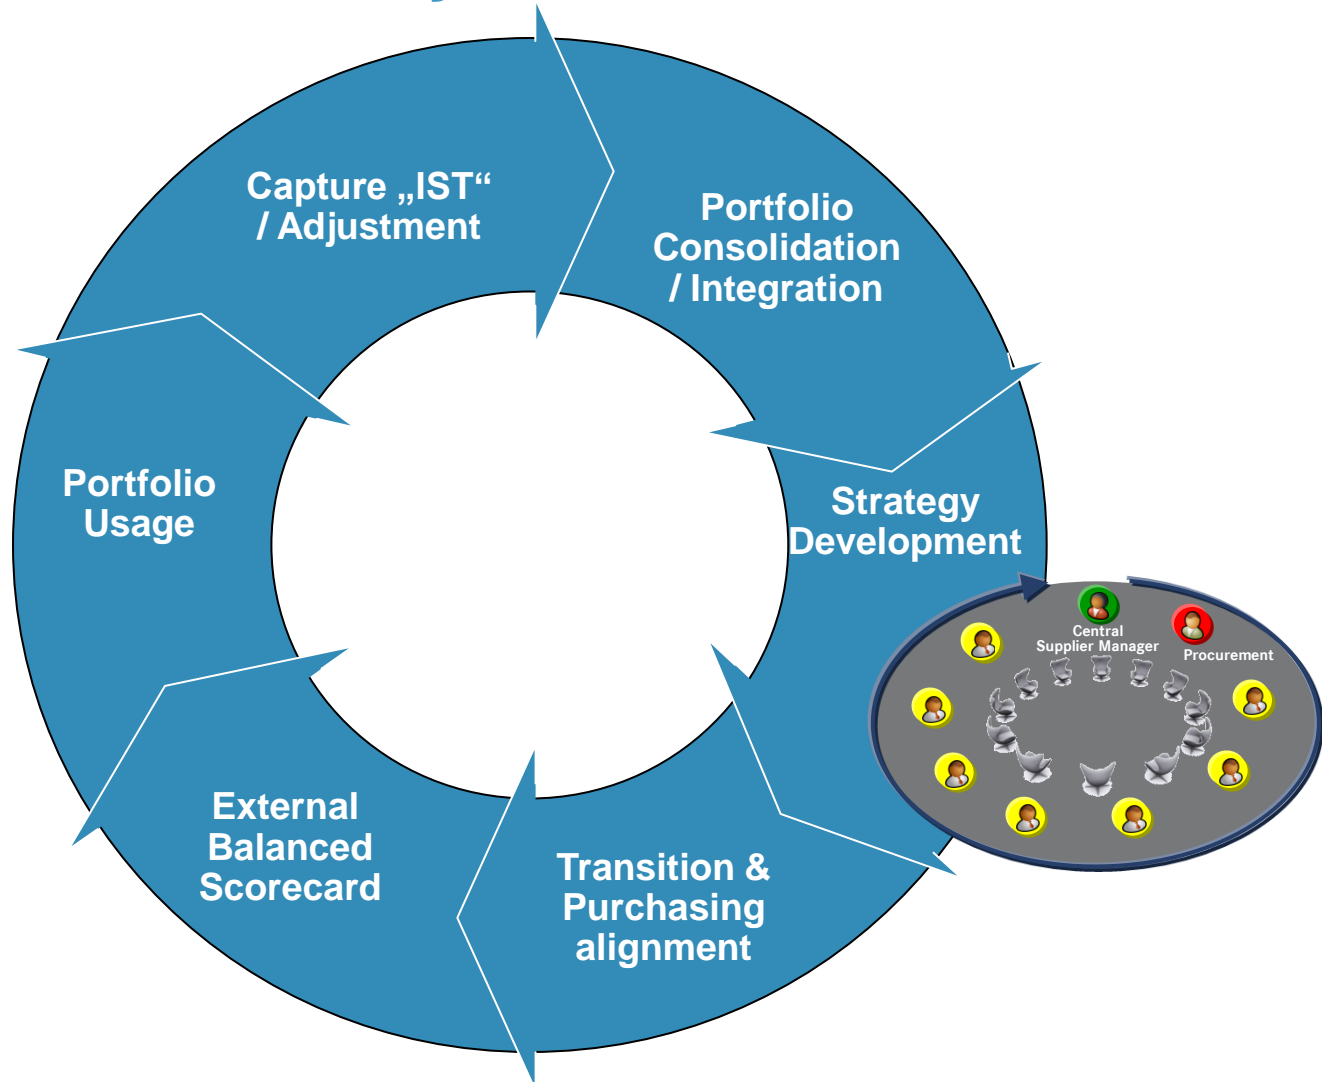 Capture „IST“
/ Adjustment
Portfolio
Consolidation
/ Integration
Strategy
Development
Central
Supplier Manager
Procurement
Transition &
Purchasing
alignment
External
Balanced
Scorecard
Portfolio
Usage